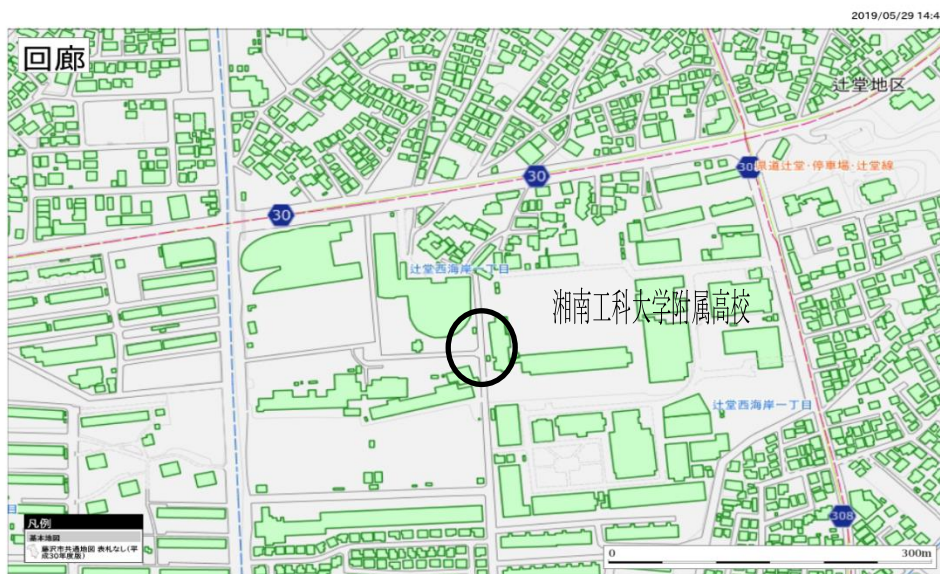 2019/05/29 14:4
回廊
辻堂地区
30
308
県道辻堂・停車場・辻堂線
30
辻堂西海岸一丁目
湘南工科大学附属高校
辻堂西海岸一丁目
308
凡例
基本地図
藤沢市共通地図 表札なし(平
成30年度版)
0
300m